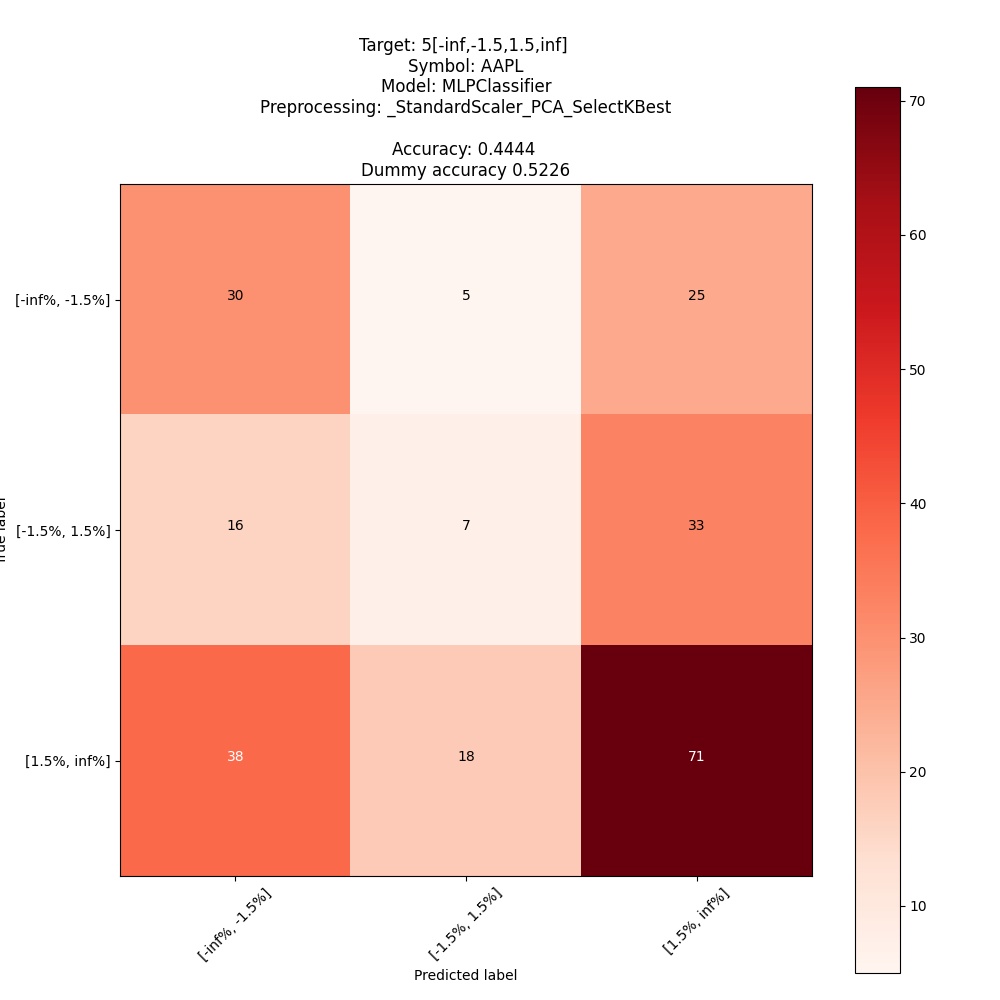 Target: 5[-inf,-1.5,1.5,inf]
Symbol: AAPL
Model: MLPClassifier
Preprocessing: _StandardScaler_PCA_SelectKBest
Accuracy: 0.4444
Dummy accuracy 0.5226
70
60
50
40
30
20
10
[-inf%, -1.5%]
30
5
25
[-1.5%, 1.5%]
16
7
33
[1.5%, inf%]
38
18
71
[-inf%, -1.5%]
[-1.5%, 1.5%]
[1.5%, inf%]
Predicted label